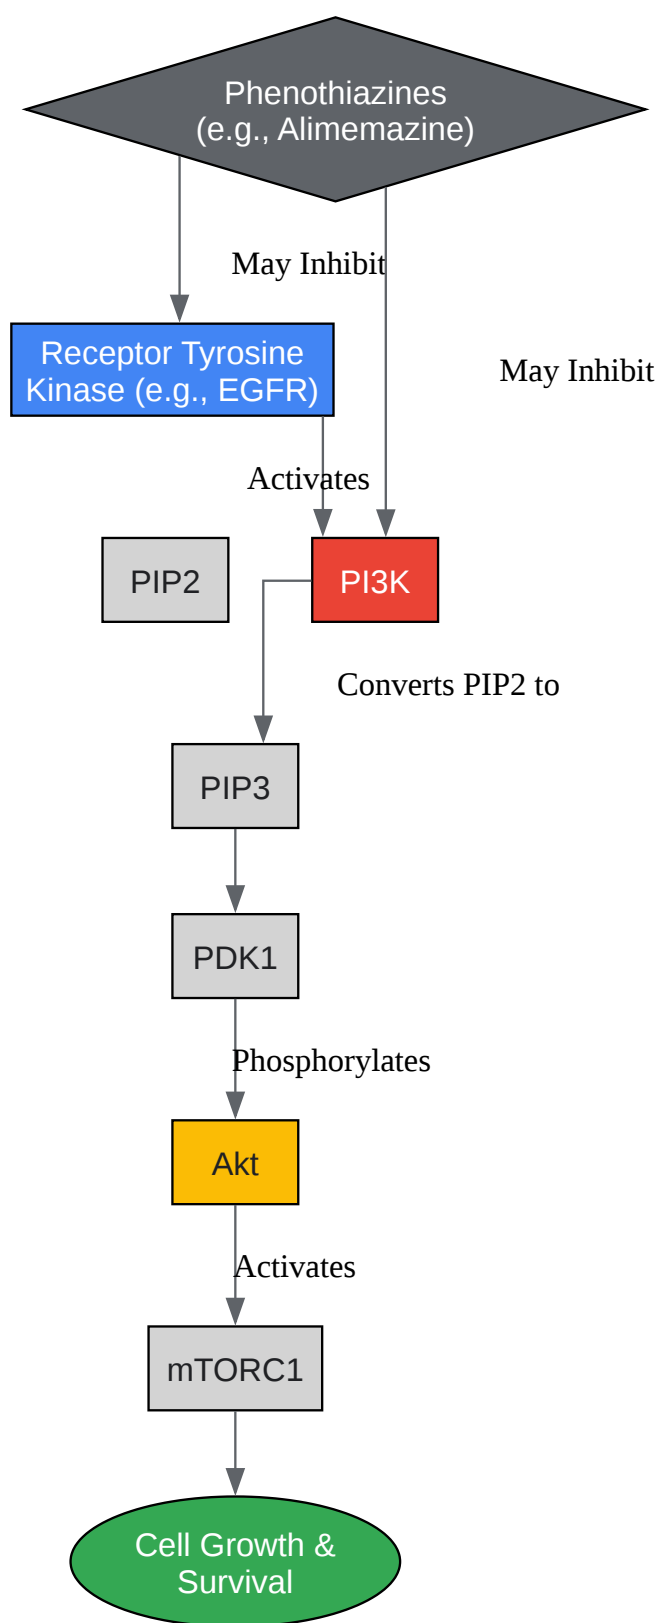 Phenothiazines
(e.g., Alimemazine)
May Inhibit
Receptor Tyrosine
Kinase (e.g., EGFR)
May Inhibit
Activates
PIP2
PI3K
Converts PIP2 to
PIP3
PDK1
Phosphorylates
Akt
Activates
mTORC1
Cell Growth &
Survival